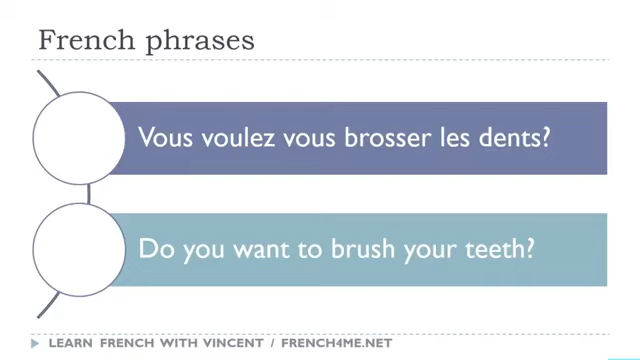 French phrases
Vous voulez vous brosser les dents?
Do you want to brush your teeth?
LEARN FRENCH WITH VINCENT / FRENCH4ME.NET